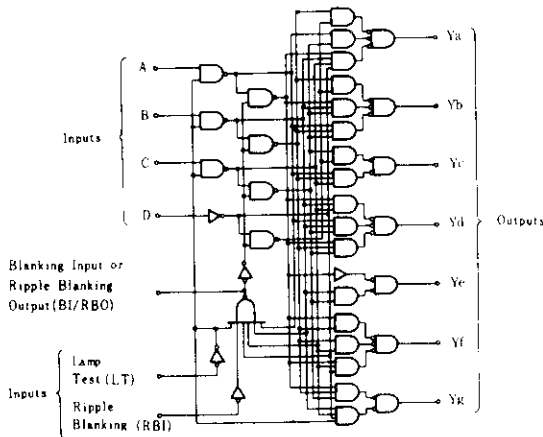 A
B
Inputs
C
D
Blanking Input or
Ripple Blanking
Output(BI/RBO)
Lamp
Test (LT)
Inputs
Ripple
Blanking (RBI)
Ya
Yb
Yc
Yd
Ye
Yf
Yg
Outputs